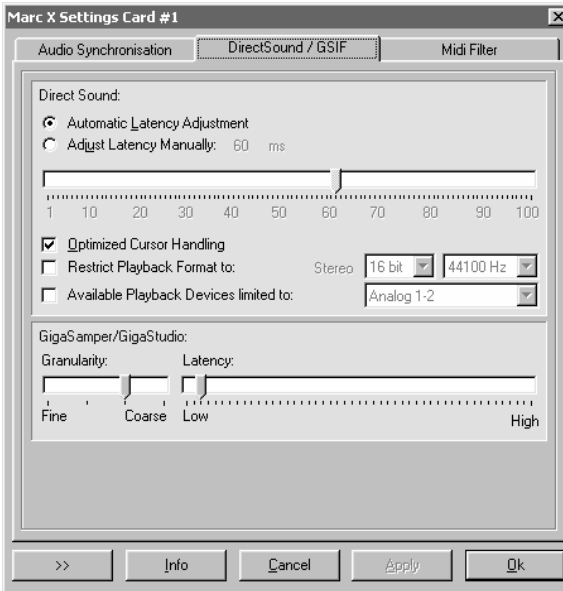 Marc X Settings Card #1
Audio Synchronisation DirectSound / GSIF Midi Filter
Direct Sound:
Automatic Latency Adjustment
Adjust Latency Manually: 60 ms
1 10 20 30 40 50 60 70 80 90 100
Optimized Cursor Handling
Restrict Playback Format to: Stereo 16 bit 44100 Hz
Available Playback Devices limited to: Analog 1-2
GigaSamper/GigaStudio:
Granularity: Latency:
Fine Coarse Low High
>> Info Cancel Apply Ok